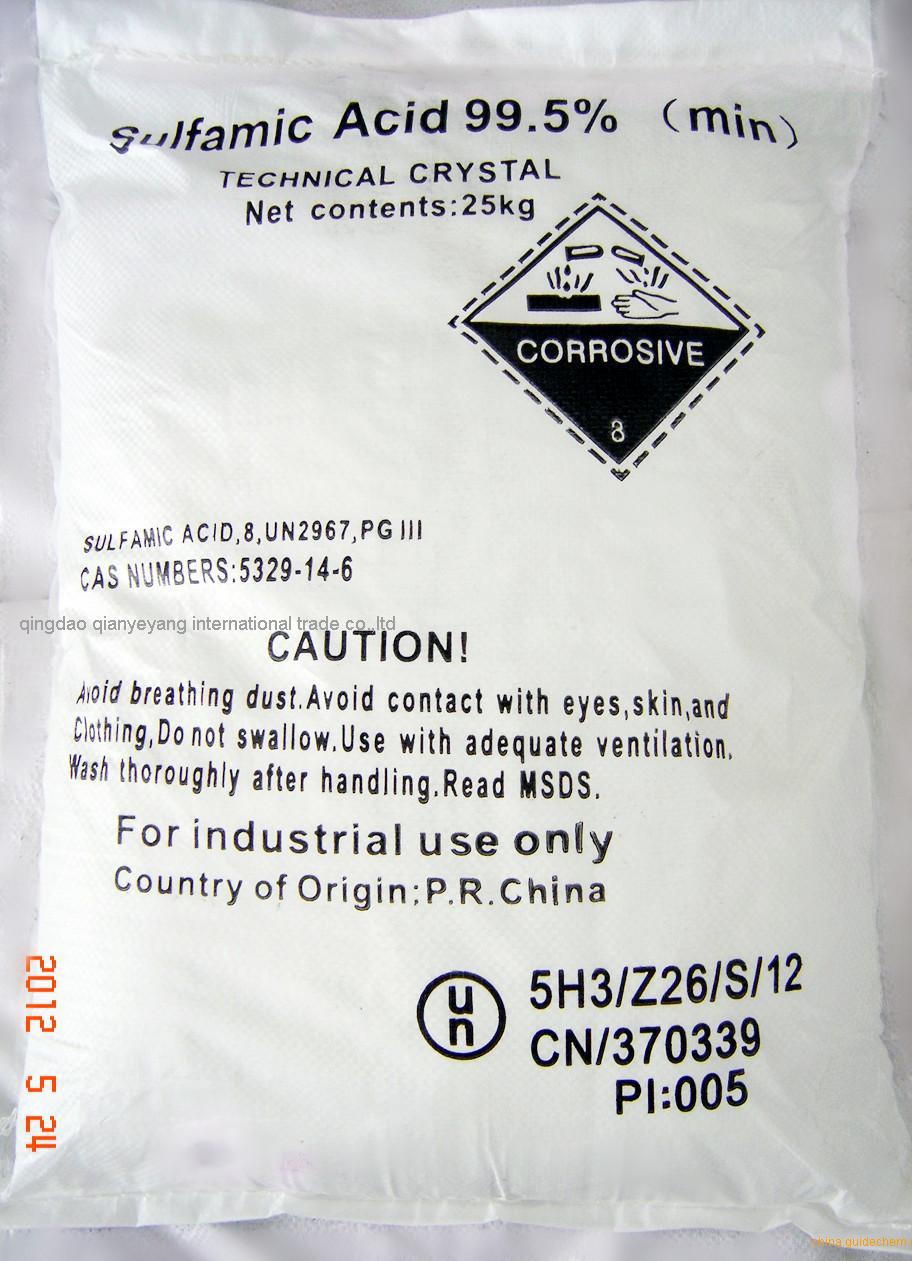 Sulfamic Acid 99.5% （min）
TECHNICAL CRYSTAL
Net contents:25kg
CORROSIVE
8
SULFAMIC ACID,8,UN2967,PG III
CAS NUMBERS:5329-14-6
qingdao qianyeyang international trade co.,ltd
CAUTION!
Avoid breathing dust.Avoid contact with eyes,skin,and
Clothing,Do not swallow.Use with adequate ventilation.
Wash thoroughly after handling.Read MSDS.
For industrial use only
Country of Origin:P.R.China
un
5H3/Z26/S/12
CN/370339
PI:005
2012 5 24
china.guidechem.